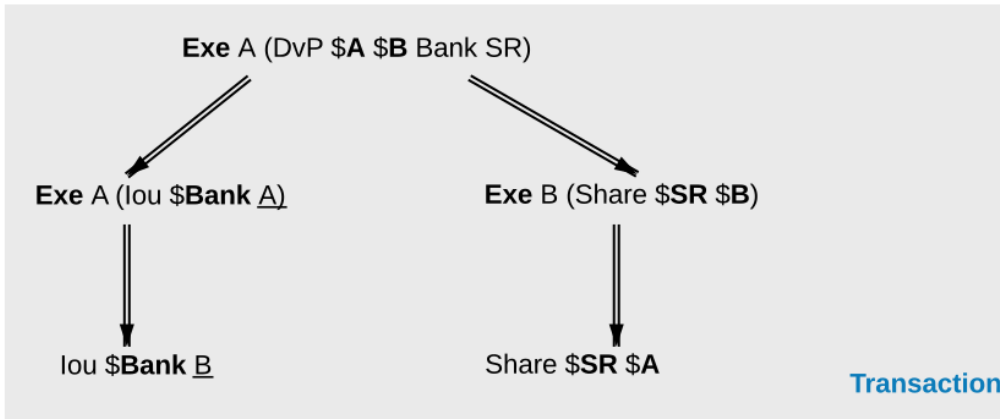 Exe A (DvP $A $B Bank SR)
Exe A (Iou $Bank A)
Exe B (Share $SR $B)
Iou $Bank B
Share $SR $A
Transaction